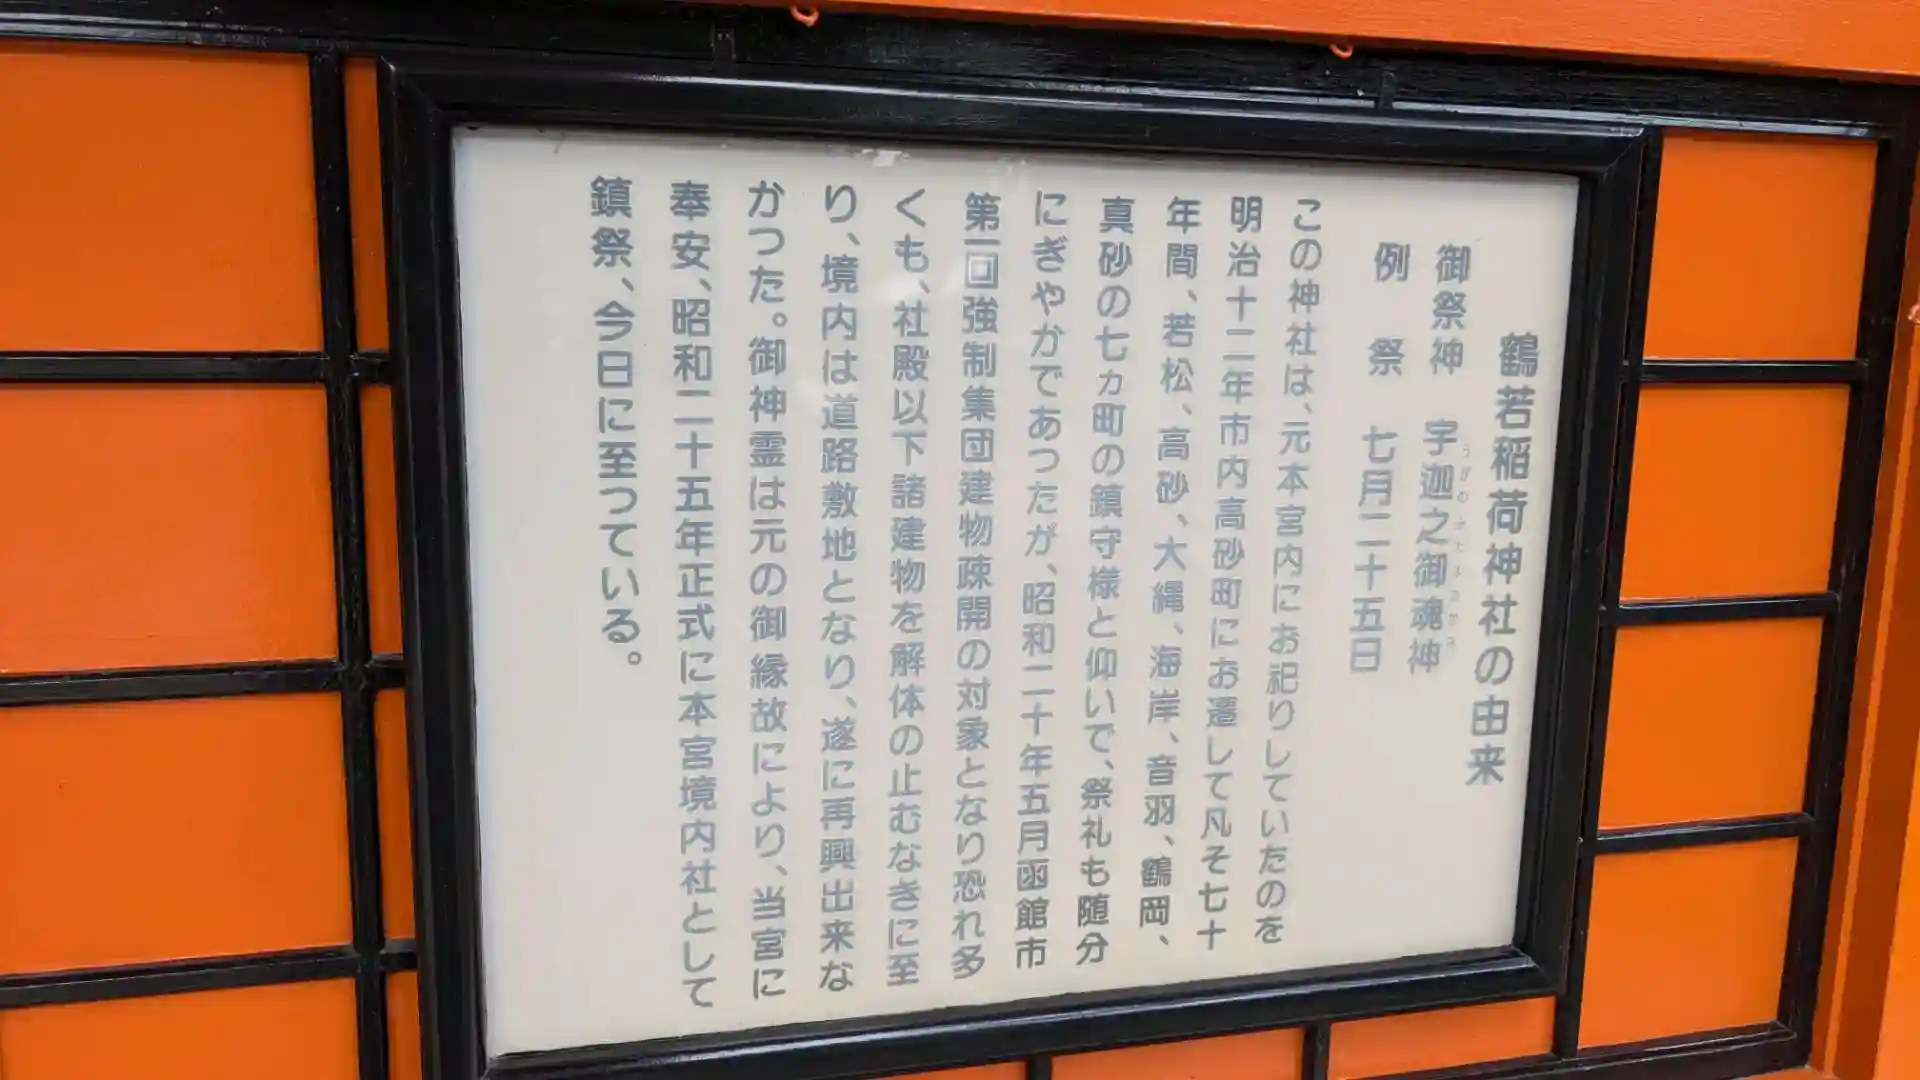 鶴若稲荷神社の由来
御祭神 宇迦之御魂神
例祭 七月二十五日
この神社は、元本宮内にお祀りしていたのを
明治十二年市内高砂町にお遷して凡そ七十
年間、若松、高砂、大縄、海岸、音羽、鶴岡、
真砂の七ヵ町の鎮守様と仰いで、祭礼も随分
にぎやかであったが、昭和二十年五月函館市
第一回強制集団建物疎開の対象となり恐れ多
くも、社殿以下諸建物を解体の止むなきに至
り、境内は道路敷地となり、遂に再興出来な
かつた。御神霊は元の御縁故により、当宮に
奉安、昭和二十五年正式に本宮境内社として
鎮祭、今日に至つている。